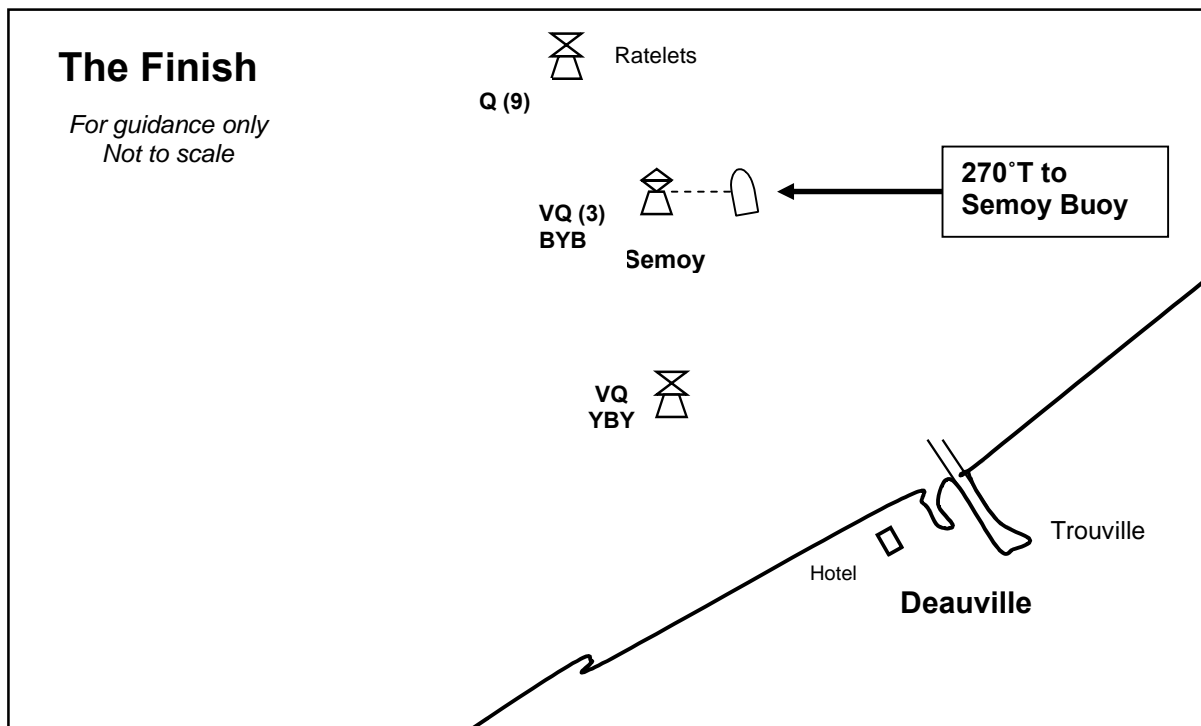 The Finish
For guidance only
Not to scale
Ratelets
Q (9)
270°T to
Semoy Buoy
VQ (3)
BYB
Semoy
VQ
YBY
Trouville
Hotel
Deauville